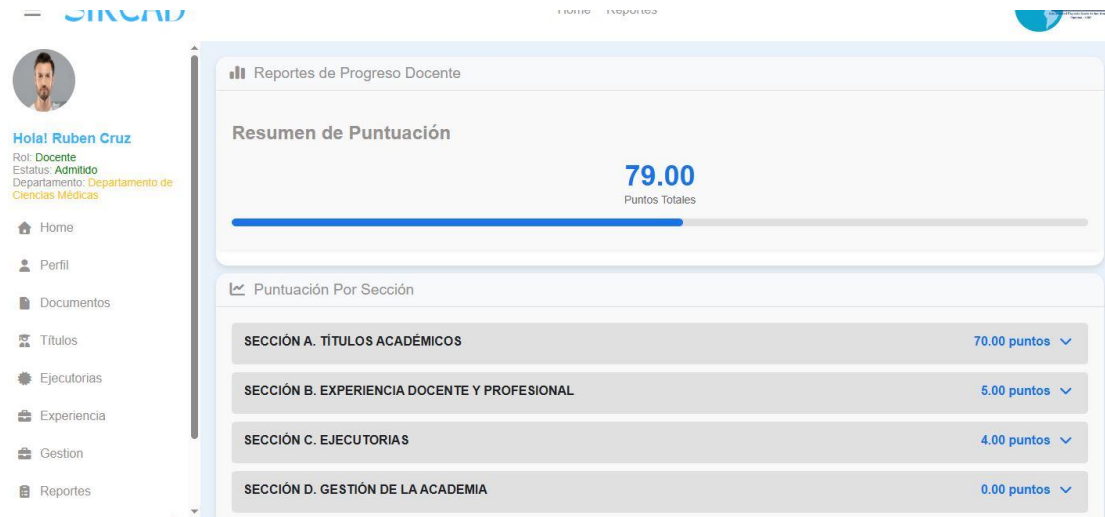 SIRCAD
Home Reportes
Hola! Ruben Cruz
Rol: Docente
Estatus: Admitido
Departamento: Departamento de
Ciencias Médicas
Home
Perfil
Documentos
Títulos
Ejecutorias
Experiencia
Gestion
Reportes
Reportes de Progreso Docente
Resumen de Puntuación
79.00
Puntos Totales
Puntuación Por Sección
SECCIÓN A. TÍTULOS ACADÉMICOS 70.00 puntos
SECCIÓN B. EXPERIENCIA DOCENTE Y PROFESIONAL 5.00 puntos
SECCIÓN C. EJECUTORIAS 4.00 puntos
SECCIÓN D. GESTIÓN DE LA ACADEMIA 0.00 puntos